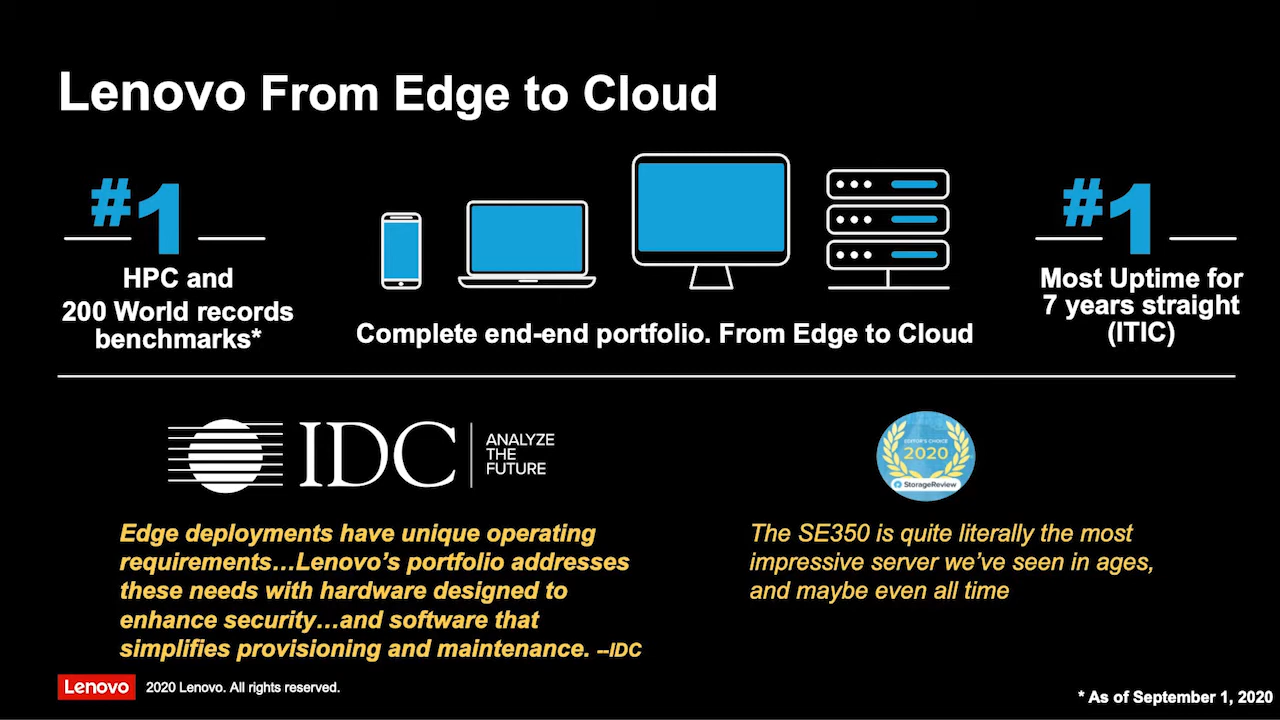 Lenovo From Edge to Cloud
#1
HPC and
200 World records
benchmarks*
Complete end-end portfolio. From Edge to Cloud
#1
Most Uptime for
7 years straight
(ITIC)
IDC
ANALYZE
THE
FUTURE
EDITOR'S CHOICE
2020
StorageReview
Edge deployments have unique operating
requirements…Lenovo’s portfolio addresses
these needs with hardware designed to
enhance security…and software that
simplifies provisioning and maintenance. --IDC
The SE350 is quite literally the most
impressive server we’ve seen in ages,
and maybe even all time
Lenovo
2020 Lenovo. All rights reserved.
* As of September 1, 2020